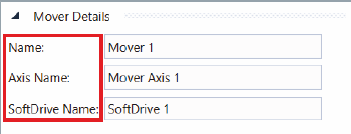 Mover Details
Name: Mover 1
Axis Name: Mover Axis 1
SoftDrive Name: SoftDrive 1